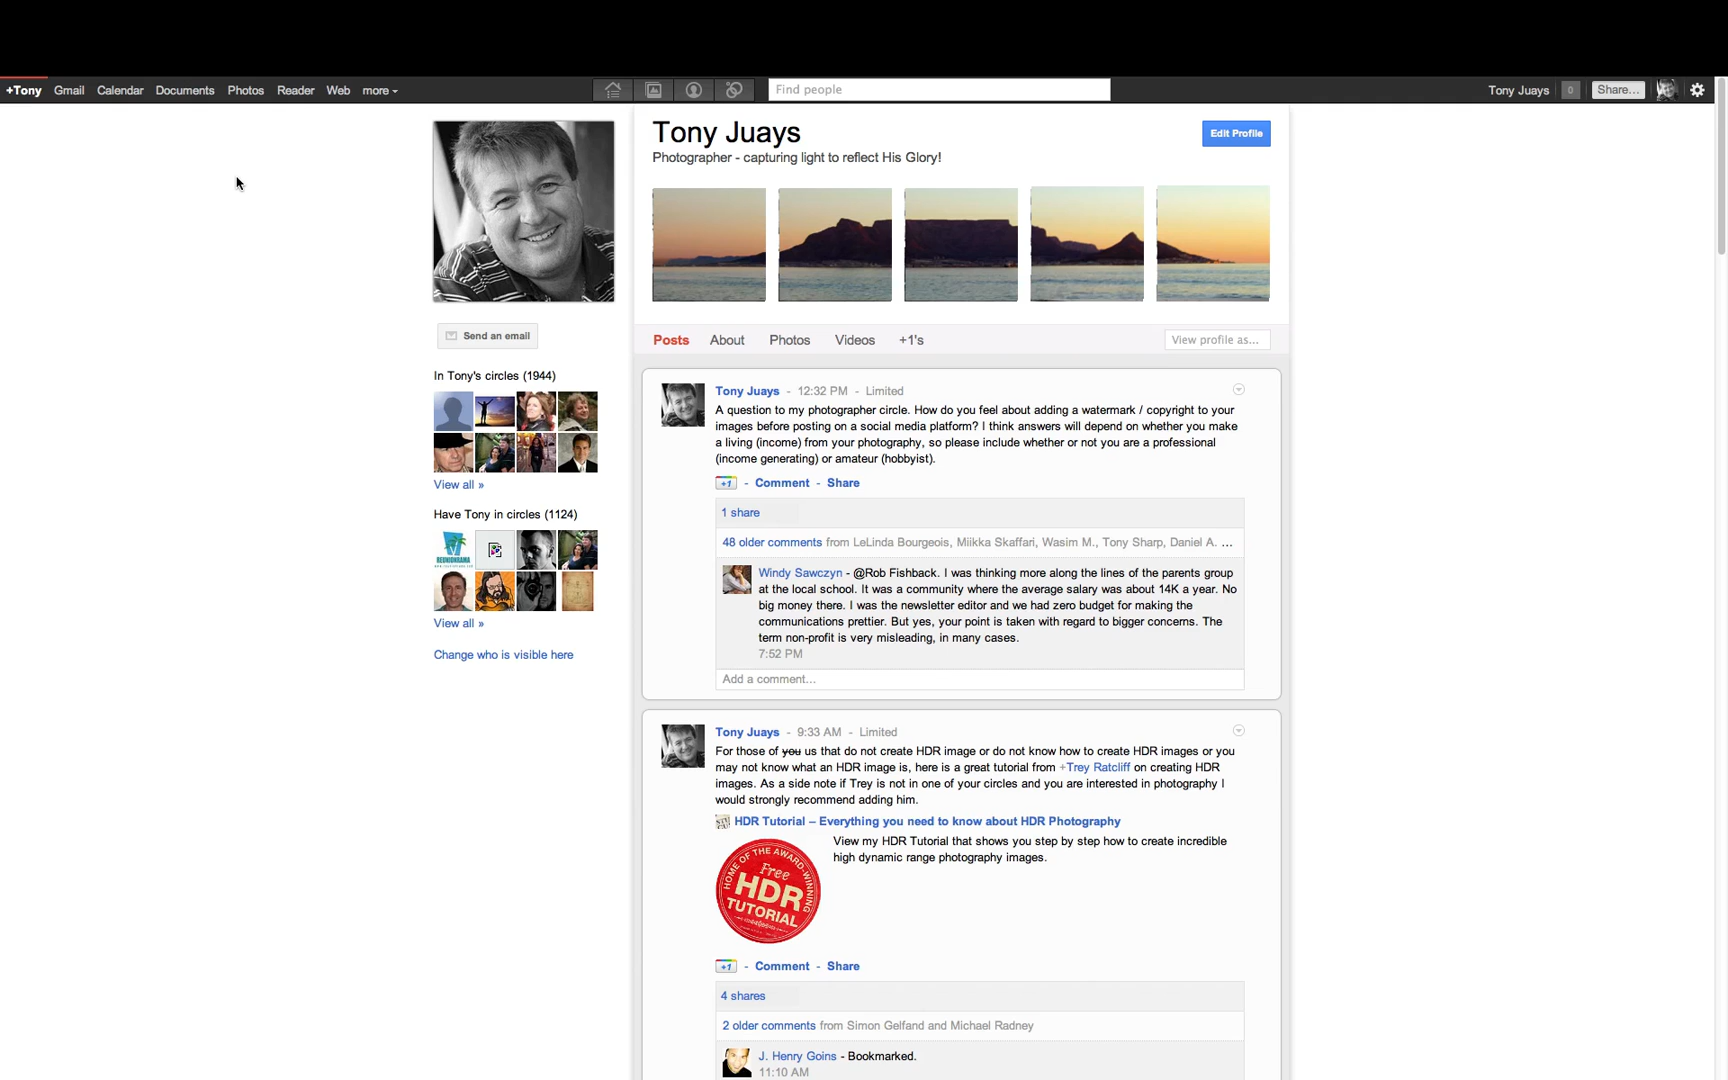 +Tony Gmail Calendar Documents Photos Reader Web more
Find people
Tony Juays 0 Share...
Tony Juays
Edit Profile
Photographer - capturing light to reflect His Glory!
Send an email
In Tony's circles (1944)
View all »
Have Tony in circles (1124)
View all »
Change who is visible here
Posts About Photos Videos +1's
View profile as...
Tony Juays - 12:32 PM - Limited
A question to my photographer circle. How do you feel about adding a watermark / copyright to your
images before posting on a social media platform? I think answers will depend on whether you make
a living (income) from your photography, so please include whether or not you are a professional
(income generating) or amateur (hobbyist).
+1 - Comment - Share
1 share
48 older comments from LeLinda Bourgeois, Miikka Skaffari, Wasim M., Tony Sharp, Daniel A. ...
Windy Sawczyn - @Rob Fishback. I was thinking more along the lines of the parents group
at the local school. It was a community where the average salary was about 14K a year. No
big money there. I was the newsletter editor and we had zero budget for making the
communications prettier. But yes, your point is taken with regard to bigger concerns. The
term non-profit is very misleading, in many cases.
7:52 PM
Add a comment...
Tony Juays - 9:33 AM - Limited
For those of you us that do not create HDR image or do not know how to create HDR images or you
may not know what an HDR image is, here is a great tutorial from +Trey Ratcliff on creating HDR
images. As a side note if Trey is not in one of your circles and you are interested in photography I
would strongly recommend adding him.
HDR Tutorial – Everything you need to know about HDR Photography
View my HDR Tutorial that shows you step by step how to create incredible
high dynamic range photography images.
HOME OF THE AWARD-WINNING
Free
HDR
TUTORIAL
+1 - Comment - Share
4 shares
2 older comments from Simon Gelfand and Michael Radney
J. Henry Goins - Bookmarked.
11:10 AM